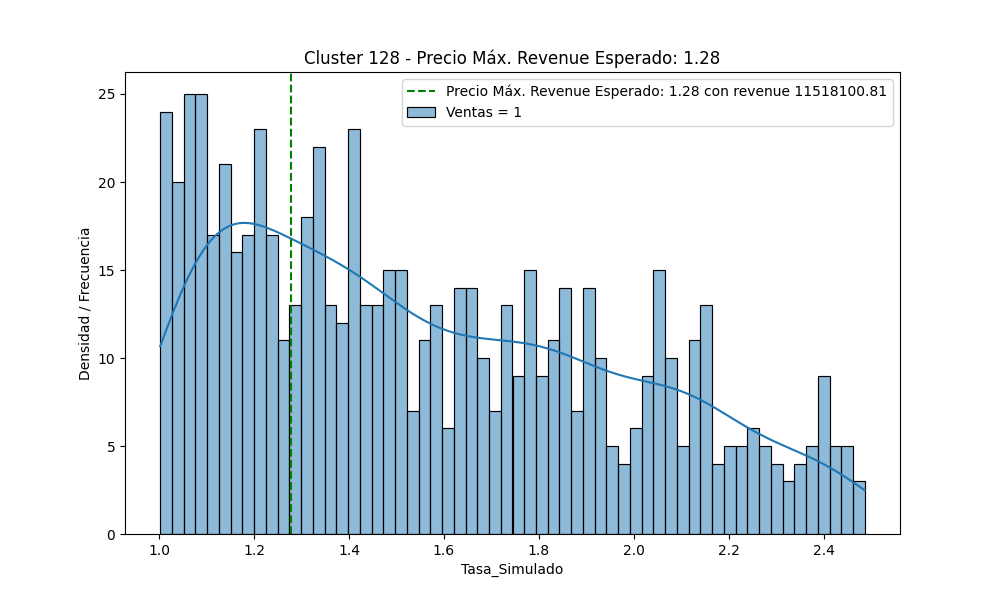 Cluster 128 - Precio Máx. Revenue Esperado: 1.28
Precio Máx. Revenue Esperado: 1.28 con revenue 11518100.81
Ventas = 1
Densidad / Frecuencia
25
20
15
10
5
0
1.0 1.2 1.4 1.6 1.8 2.0 2.2 2.4
Tasa_Simulado